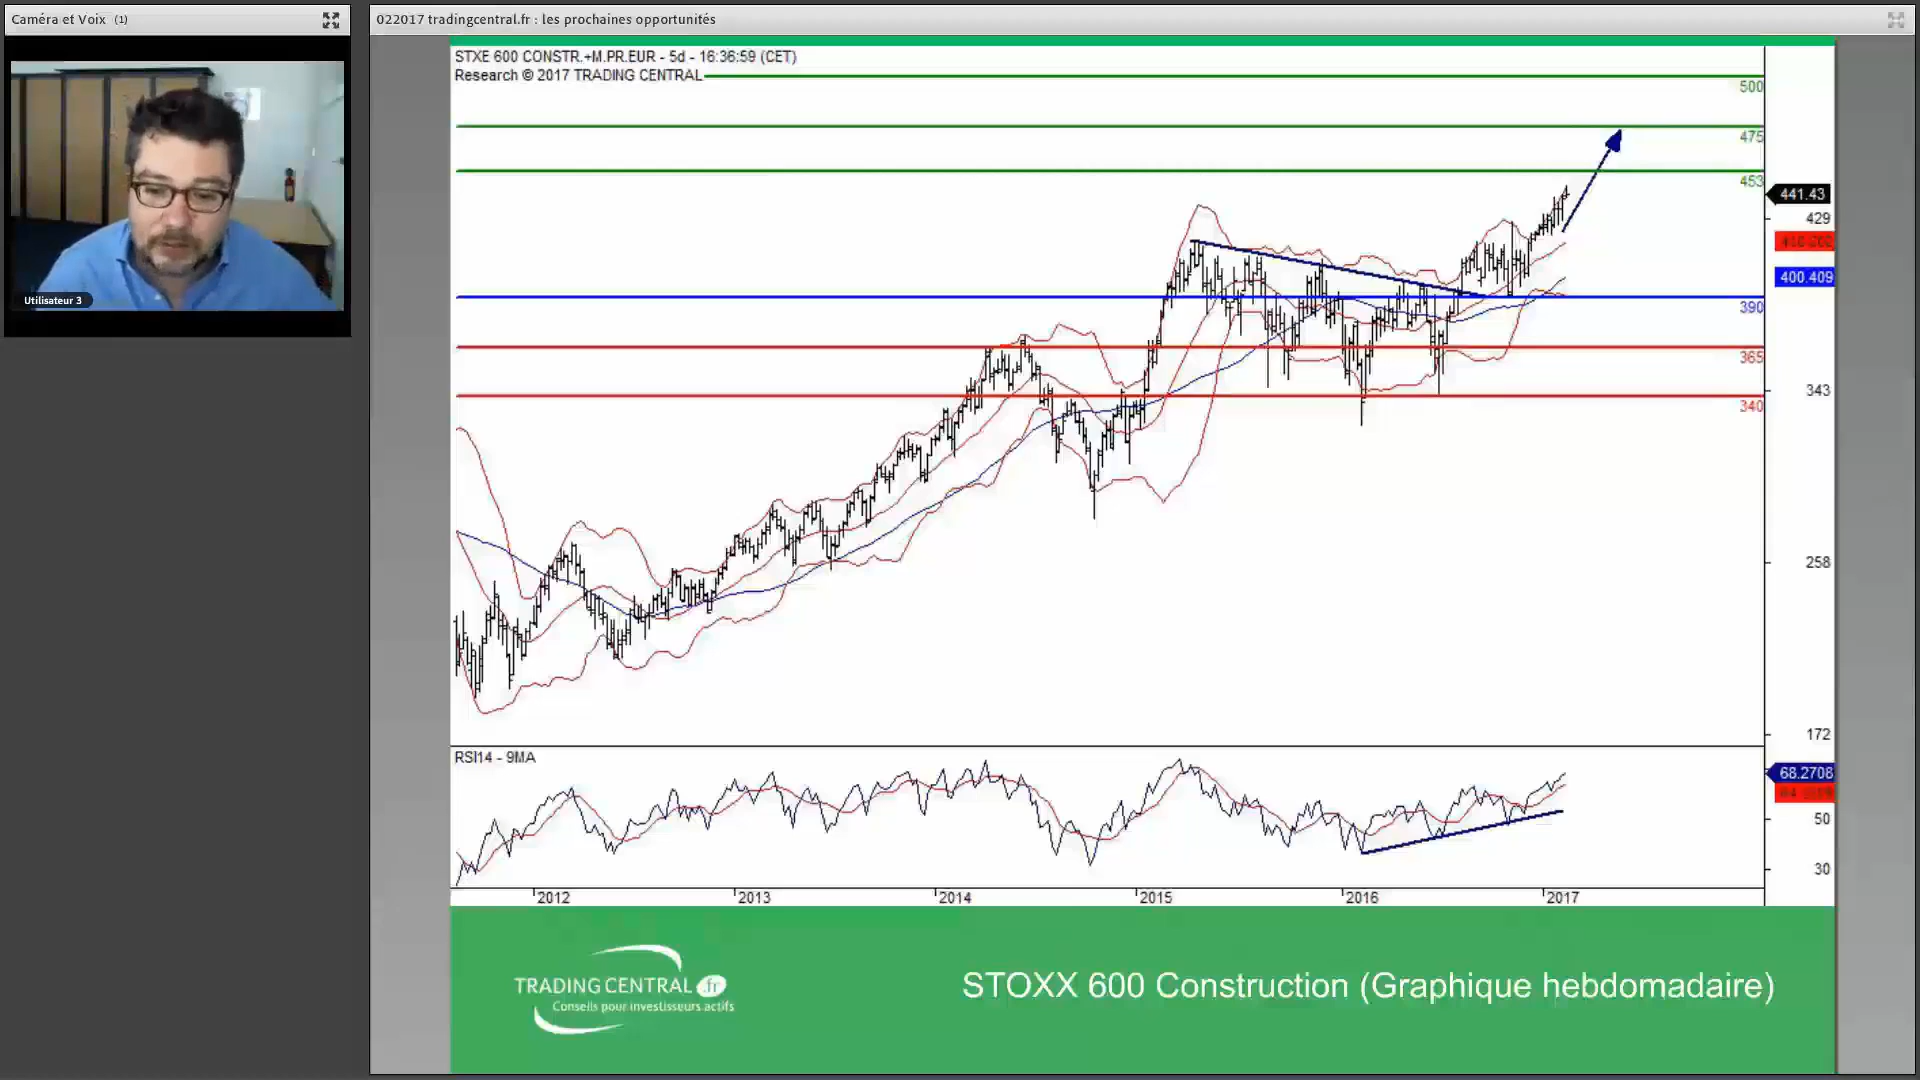 Caméra et Voix (1)
Utilisateur 3
022017 tradingcentral.fr : les prochaines opportunités
STXE 600 CONSTR.+M.PR.EUR - 5d - 16:36:59 (CET)
Research © 2017 TRADING CENTRAL
500
475
453
441.43
429
400.409
390
365
343
340
258
172
RSI14 - 9MA
68.2708
50
30
2012 2013 2014 2015 2016 2017
TRADING CENTRAL .fr
Conseils pour investisseurs actifs
STOXX 600 Construction (Graphique hebdomadaire)